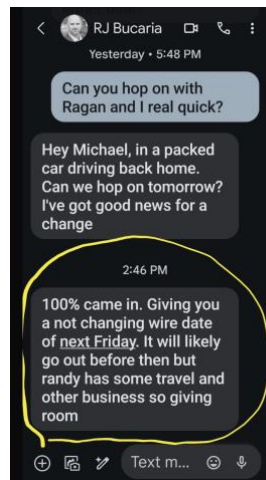 RJ Bucaria
Yesterday • 5:48 PM
Can you hop on with
Ragan and I real quick?
Hey Michael, in a packed
car driving back home.
Can we hop on tomorrow?
I've got good news for a
change
2:46 PM
100% came in. Giving you
a not changing wire date
of next Friday. It will likely
go out before then but
randy has some travel and
other business so giving
room
Text m...